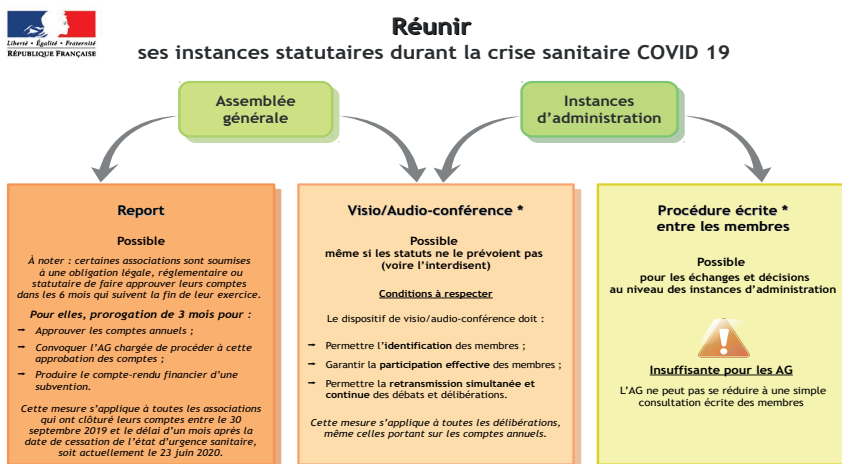 Liberté • Égalité • Fraternité
RÉPUBLIQUE FRANÇAISE
Réunir
ses instances statutaires durant la crise sanitaire COVID 19
Assemblée
générale
Instances
d'administration
Report
Possible
À noter : certaines associations sont soumises
à une obligation légale, réglementaire ou
statutaire de faire approuver leurs comptes
dans les 6 mois qui suivent la fin de leur exercice.
Pour elles, prorogation de 3 mois pour :
→ Approuver les comptes annuels ;
→ Convoquer l'AG chargée de procéder à cette
approbation des comptes ;
→ Produire le compte-rendu financier d'une
subvention.
Cette mesure s'applique à toutes les associations
qui ont clôturé leurs comptes entre le 30
septembre 2019 et le délai d'un mois après la
date de cessation de l'état d'urgence sanitaire,
soit actuellement le 23 juin 2020.
Visio/Audio-conférence *
Possible
même si les statuts ne le prévoient pas
(voire l'interdisent)
Conditions à respecter
Le dispositif de visio/audio-conférence doit :
→ Permettre l'identification des membres ;
→ Garantir la participation effective des membres ;
→ Permettre la retransmission simultanée et
continue des débats et délibérations.
Cette mesure s'applique à toutes les délibérations,
même celles portant sur les comptes annuels.
Procédure écrite *
entre les membres
Possible
pour les échanges et décisions
au niveau des instances d'administration
Insuffisante pour les AG
L'AG ne peut pas se réduire à une simple
consultation écrite des membres